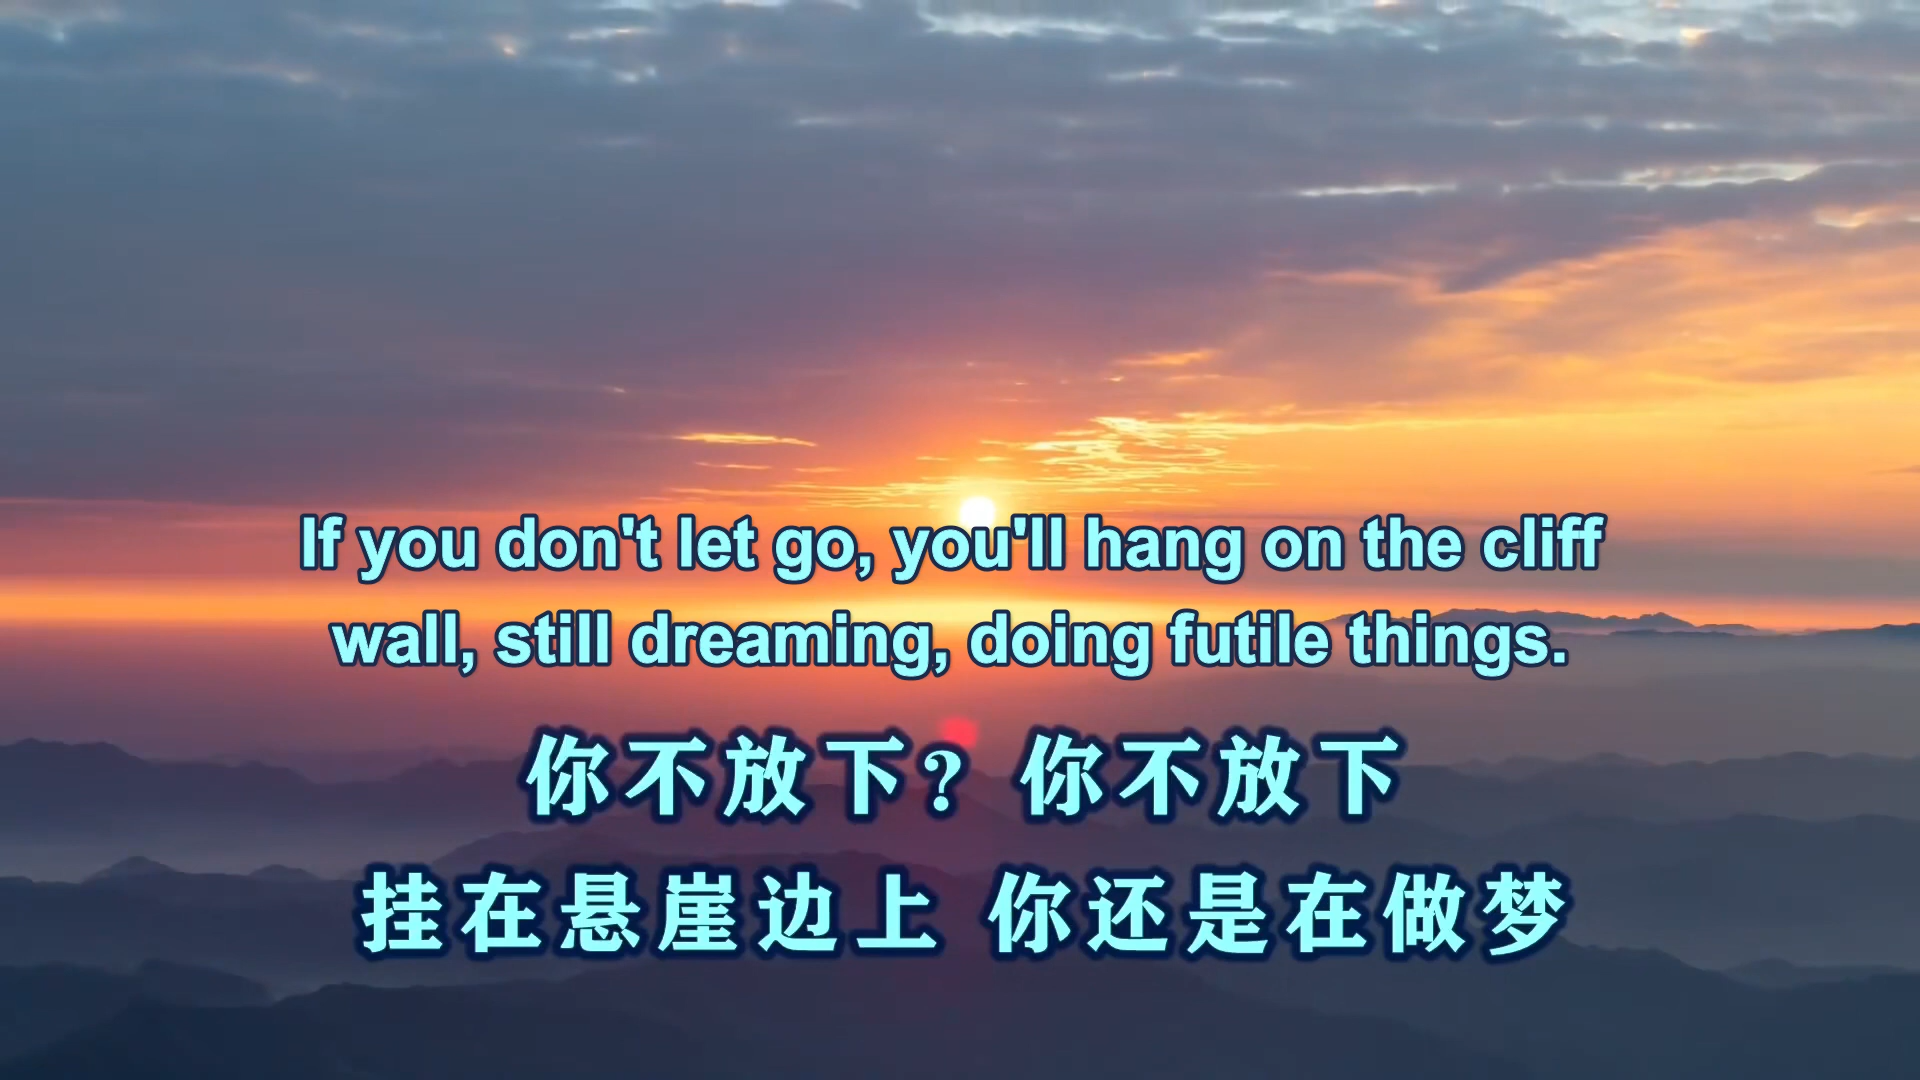 If you don't let go, you'll hang on the cliff
wall, still dreaming, doing futile things.
你不放下？你不放下
挂在悬崖边上 你还是在做梦